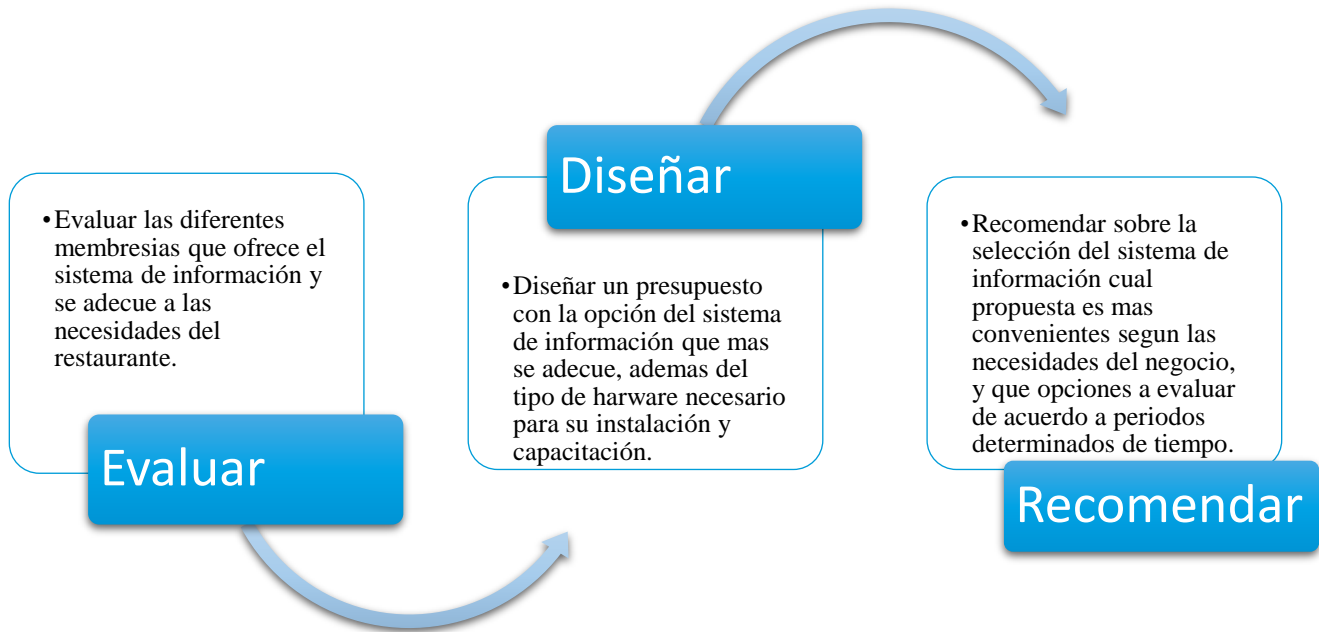 •Evaluar las diferentes
membresias que ofrece el
sistema de información y
se adecue a las
necesidades del
restaurante.
Evaluar
Diseñar
•Diseñar un presupuesto
con la opción del sistema
de información que mas
se adecue, ademas del
tipo de harware necesario
para su instalación y
capacitación.
•Recomendar sobre la
selección del sistema de
información cual
propuesta es mas
convenientes segun las
necesidades del negocio,
y que opciones a evaluar
de acuerdo a periodos
determinados de tiempo.
Recomendar